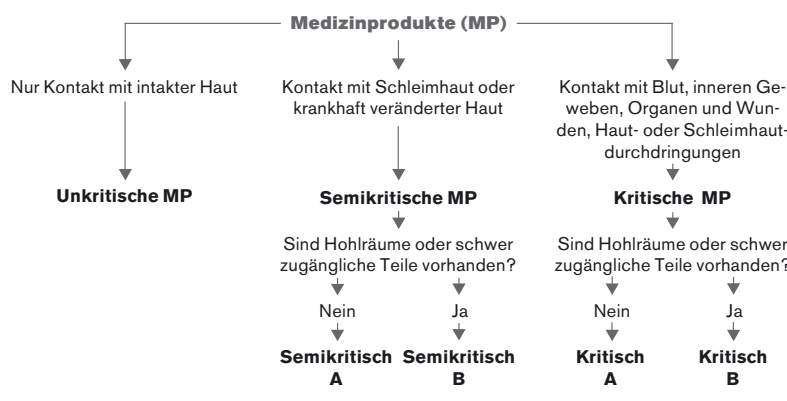 Medizinprodukte (MP)
Nur Kontakt mit intakter Haut
Unkritische MP
Kontakt mit Schleimhaut oder
krankhaft veränderter Haut
Semikritische MP
Sind Hohlräume oder schwer
zugängliche Teile vorhanden?
Nein
Ja
Semikritisch
A
Semikritisch
B
Kontakt mit Blut, inneren Ge-
weben, Organen und Wun-
den, Haut- oder Schleimhaut-
durchdringungen
Kritische MP
Sind Hohlräume oder schwer
zugängliche Teile vorhanden?
Nein
Ja
Kritisch
A
Kritisch
B